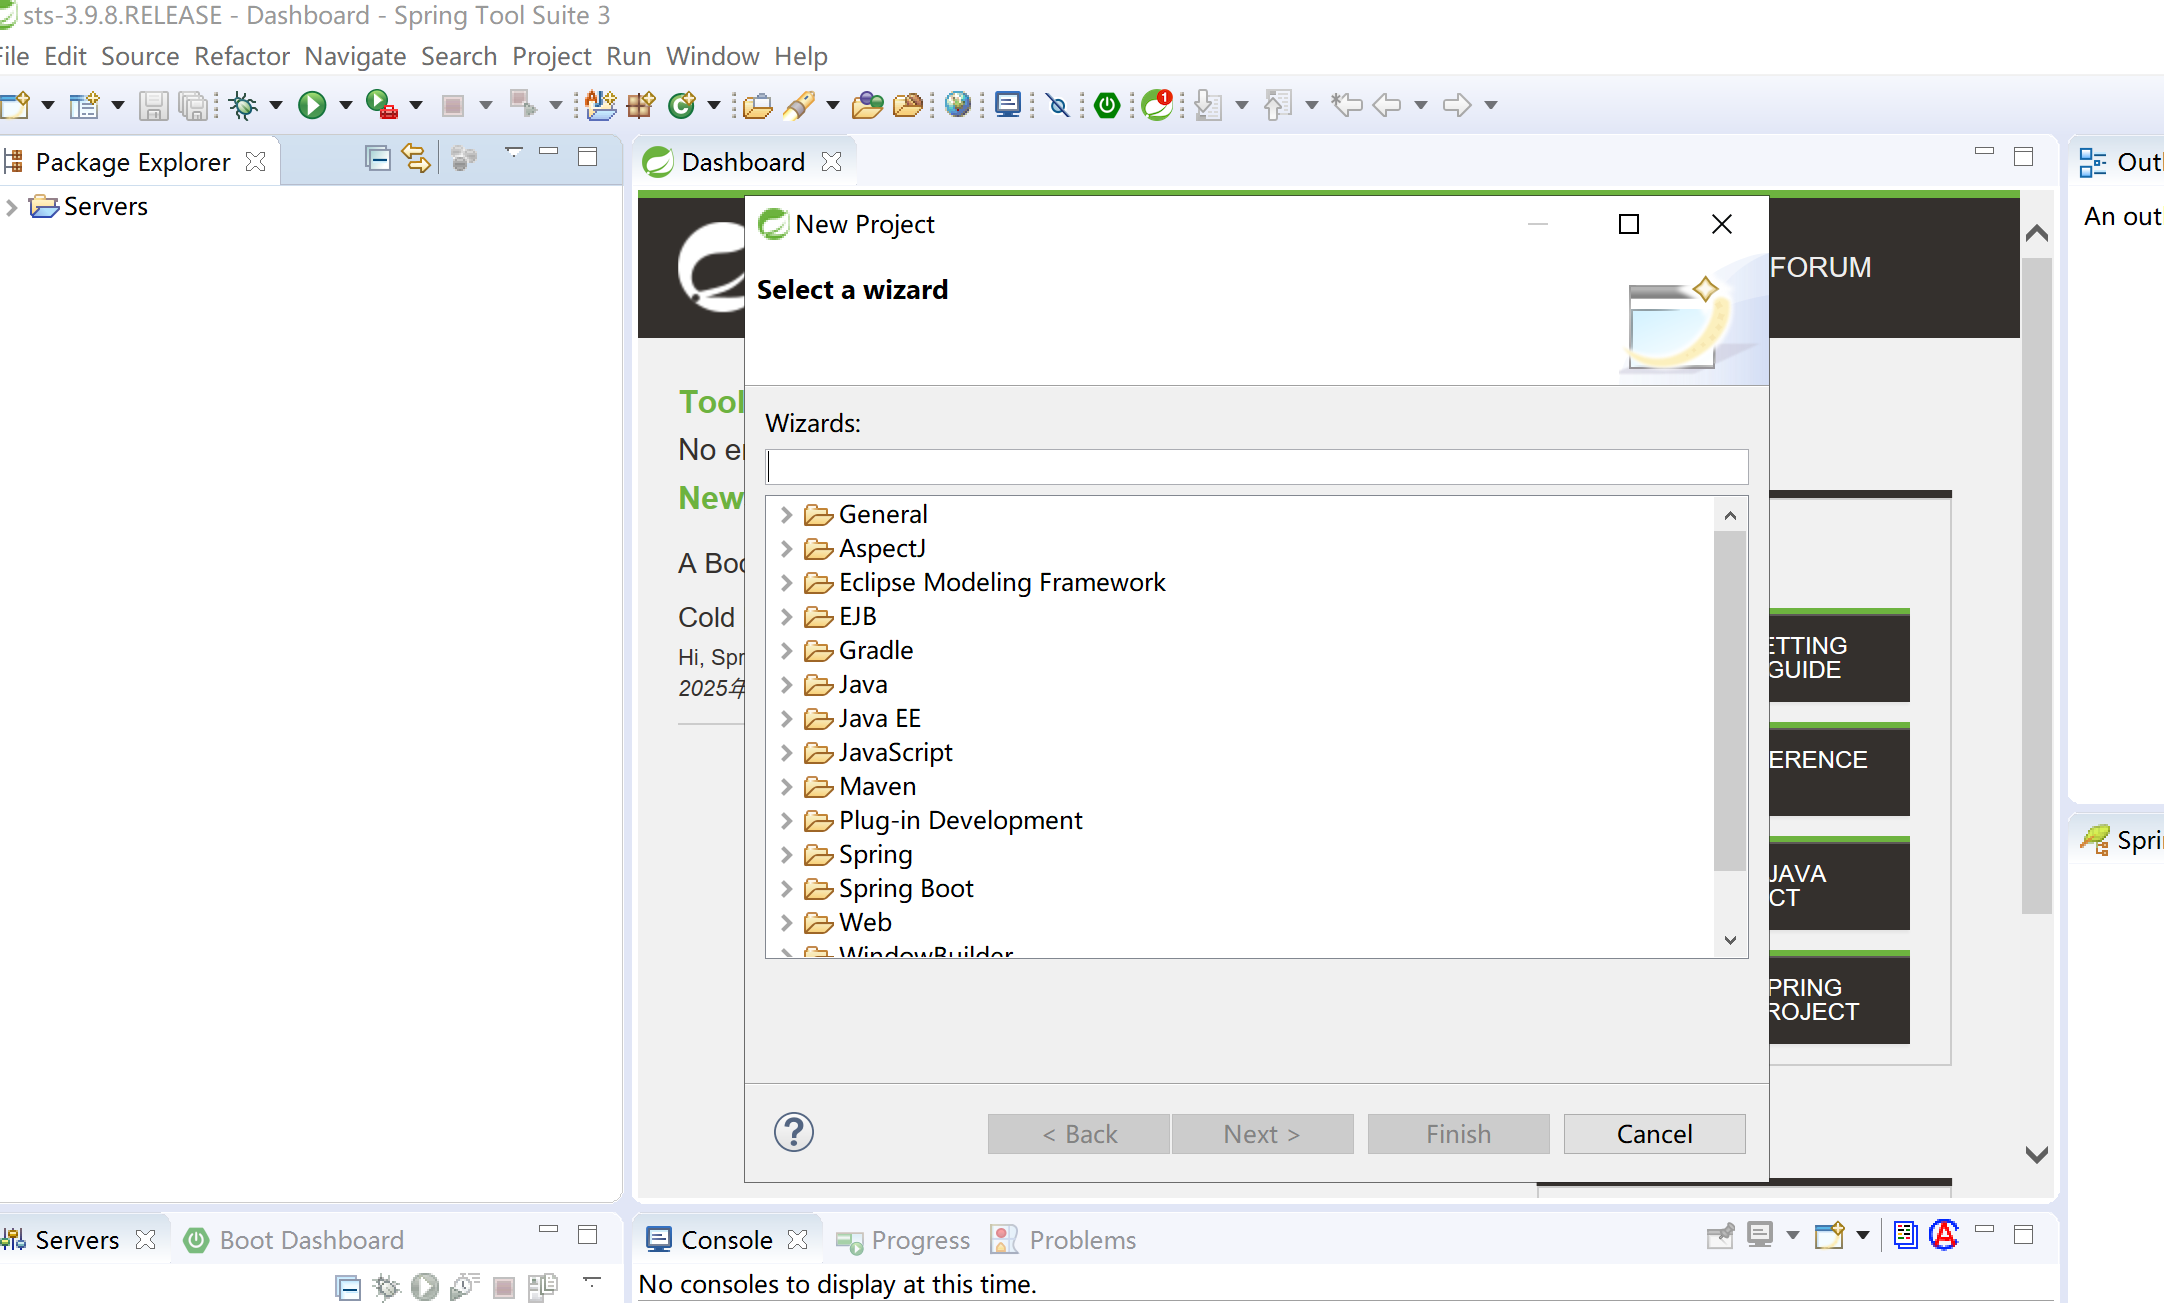 sts-3.9.8.RELEASE - Dashboard - Spring Tool Suite 3
File Edit Source Refactor Navigate Search Project Run Window Help
Package Explorer
Servers
Dashboard
Out
An out
FORUM
New Project
Select a wizard
Tool
No er
New
A Boo
Cold
Hi, Spr
2025年
Wizards:
General
AspectJ
Eclipse Modeling Framework
EJB
Gradle
Java
Java EE
JavaScript
Maven
Plug-in Development
Spring
Spring Boot
Web
WindowBuilder
ETTING
GUIDE
ERENCE
JAVA
CT
PRING
ROJECT
Spri
< Back
Next >
Finish
Cancel
Servers
Boot Dashboard
Console
Progress
Problems
No consoles to display at this time.